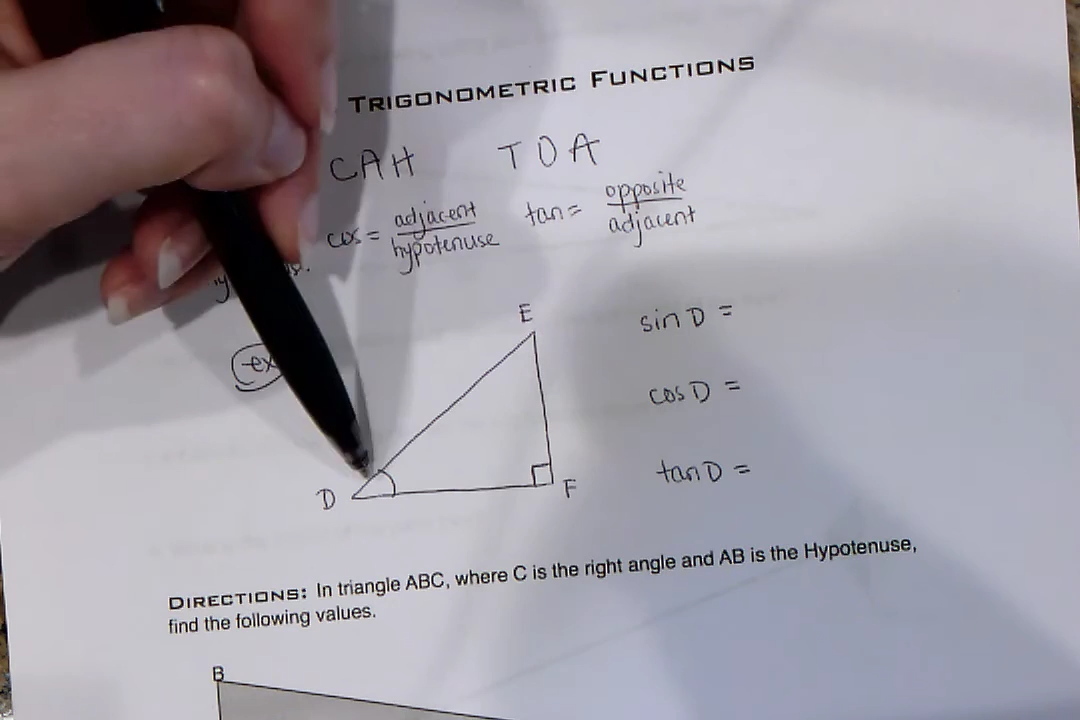 TRIGONOMETRIC FUNCTIONS
CAH TOA
cos = adjacent / hypotenuse tan = opposite / adjacent
ex
E
sin D =
cos D =
tan D =
D
F
DIRECTIONS: In triangle ABC, where C is the right angle and AB is the Hypotenuse,
find the following values.
B